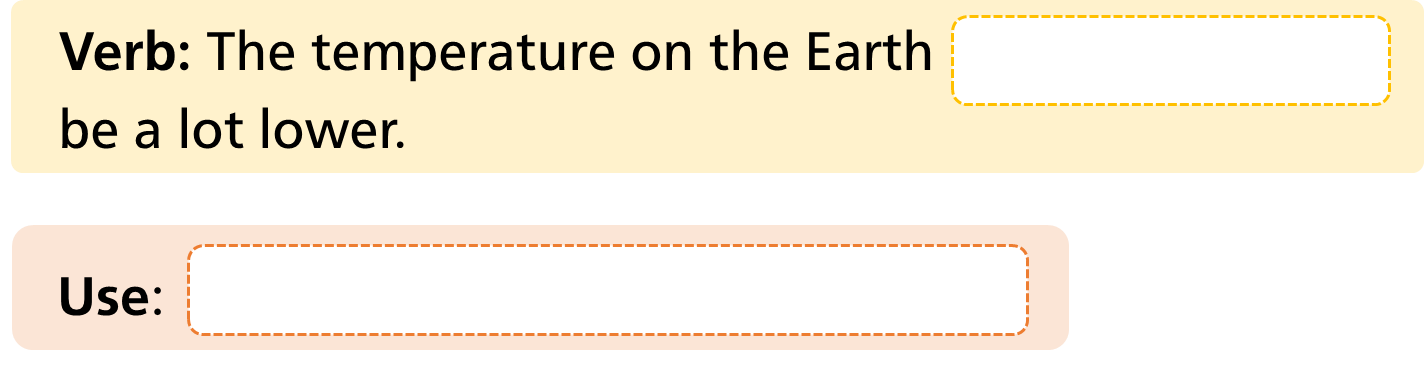 Verb: The temperature on the Earth
be a lot lower.
Use: